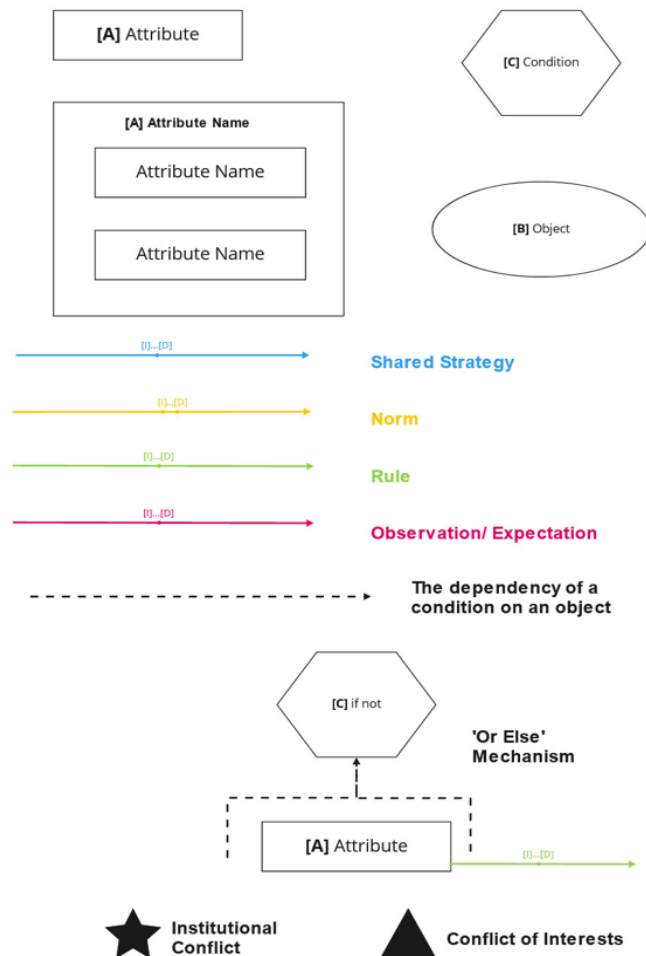 [A] Attribute
[C] Condition
[A] Attribute Name
Attribute Name
Attribute Name
[B] Object
[I]...[D]
Shared Strategy
[I]...[D]
Norm
[I]...[D]
Rule
[I]...[D]
Observation/ Expectation
The dependency of a
condition on an object
[C] if not
'Or Else'
Mechanism
[A] Attribute
[I]...[D]
Institutional
Conflict
Conflict of Interests